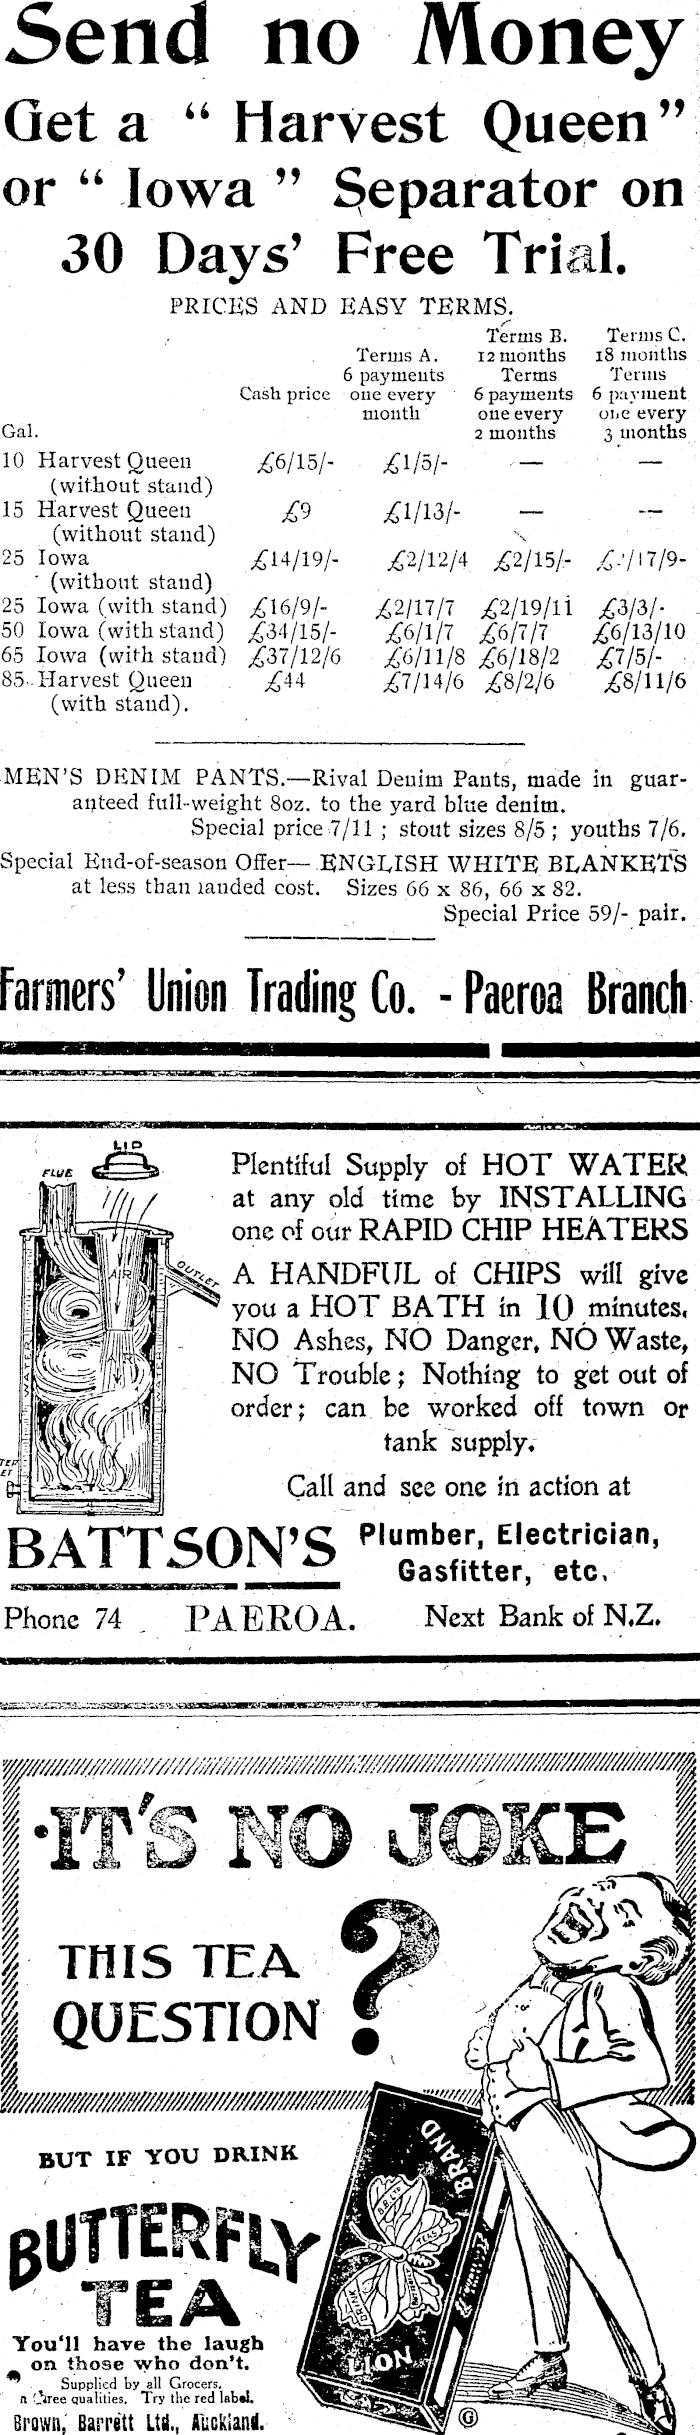 Send no Money
Get a “ Harvest Queen”
or “ Iowa ” Separator on
30 Days’ Free Trial.
PRICES AND EASY TERMS.
Terms B. Terms C.
Terms A. 12 months 18 months
6 payments Terms Terms
Cash price one every 6 payments 6 payment
month one every one every
Gal. 2 months 3 months
10 Harvest Queen £6/15/- £1/5/- — —
(without stand)
15 Harvest Queen £9 £1/13/- — —
(without stand)
25 Iowa £14/19/- £2/12/4 £2/15/- /17/9-
(without stand)
25 Iowa (with stand) £16/9/- £2/17/7 £2/19/11 £3/3/-
50 Iowa (with stand) £34/15/- £6/1/7 £6/7/7 £6/13/10
65 Iowa (with stand) £37/12/6 £6/11/8 £6/18/2 £7/5/-
85 Harvest Queen £44 £7/14/6 £8/2/6 £8/11/6
(with stand).
MEN’S DENIM PANTS.—Rival Denim Pants, made in guar-
anteed full-weight 8oz. to the yard blue denim.
Special price 7/11 ; stout sizes 8/5 ; youths 7/6.
Special End-of-season Offer— ENGLISH WHITE BLANKETS
at less than landed cost. Sizes 66 x 86, 66 x 82.
Special Price 59/- pair.
Farmers’ Union Trading Co. - Paeroa Branch
LID
FLUE
AIR
OUTLET
WATER
Plentiful Supply of HOT WATER
at any old time by INSTALLING
one of our RAPID CHIP HEATERS
A HANDFUL of CHIPS will give
you a HOT BATH in 10 minutes,
NO Ashes, NO Danger, NO Waste,
NO Trouble ; Nothing to get out of
order ; can be worked off town or
tank supply.
Call and see one in action at
BATTSON’S Plumber, Electrician,
Gasfitter, etc.
Phone 74 PAEROA. Next Bank of N.Z.
IT’S NO JOKE
THIS TEA
QUESTION ?
BUT IF YOU DRINK
BUTTERFLY
TEA
You’ll have the laugh
on those who don’t.
Supplied by all Grocers,
n three qualities. Try the red label.
Brown, Barrett Ltd., Auckland.
BRAND
B.B. LTD
TEAS
DRINK
LION
G